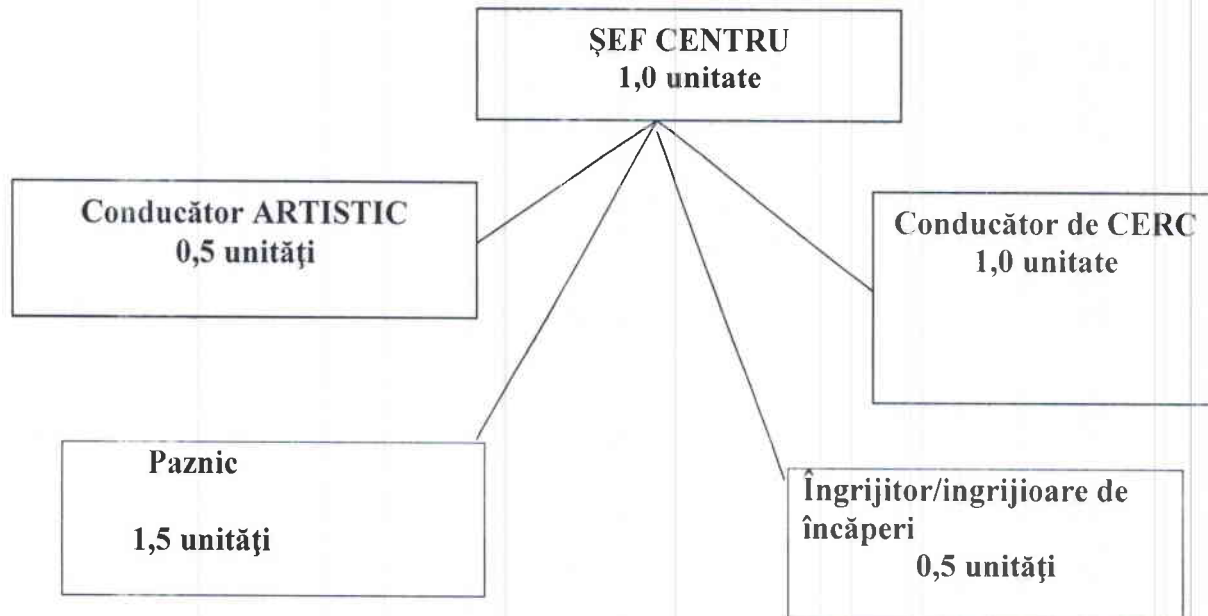 ȘEF CENTRU
1,0 unitate
Conducător ARTISTIC
0,5 unităţi
Conducător de CERC
1,0 unitate
Paznic
1,5 unităţi
Îngrijitor/ingrijioare de
încăperi
0,5 unităţi